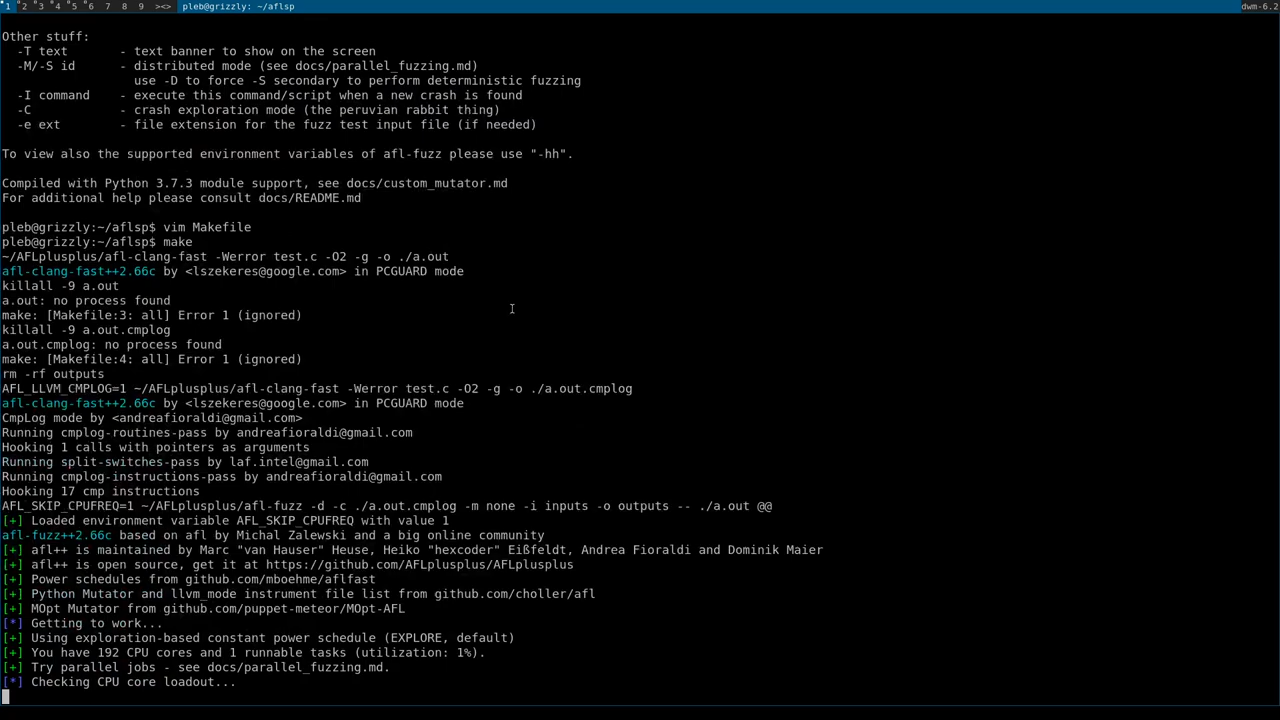 1 2 3 4 5 6 7 8 9 ><> pleb@grizzly: ~/aflsp dwm-6.2
Other stuff:
-T text - text banner to show on the screen
-M/-S id - distributed mode (see docs/parallel_fuzzing.md)
use -D to force -S secondary to perform deterministic fuzzing
-I command - execute this command/script when a new crash is found
-C - crash exploration mode (the peruvian rabbit thing)
-e ext - file extension for the fuzz test input file (if needed)
To view also the supported environment variables of afl-fuzz please use "-hh".
Compiled with Python 3.7.3 module support, see docs/custom_mutator.md
For additional help please consult docs/README.md
pleb@grizzly:~/aflsp$ vim Makefile
pleb@grizzly:~/aflsp$ make
~/AFLplusplus/afl-clang-fast -Werror test.c -O2 -g -o ./a.out
afl-clang-fast++2.66c by <lszekeres@google.com> in PCGUARD mode
killall -9 a.out
a.out: no process found
make: [Makefile:3: all] Error 1 (ignored)
killall -9 a.out.cmplog
a.out.cmplog: no process found
make: [Makefile:4: all] Error 1 (ignored)
rm -rf outputs
AFL_LLVM_CMPLOG=1 ~/AFLplusplus/afl-clang-fast -Werror test.c -O2 -g -o ./a.out.cmplog
afl-clang-fast++2.66c by <lszekeres@google.com> in PCGUARD mode
CmpLog mode by <andreafioraldi@gmail.com>
Running cmplog-routines-pass by andreafioraldi@gmail.com
Hooking 1 calls with pointers as arguments
Running split-switches-pass by laf.intel@gmail.com
Running cmplog-instructions-pass by andreafioraldi@gmail.com
Hooking 17 cmp instructions
AFL_SKIP_CPUFREQ=1 ~/AFLplusplus/afl-fuzz -d -c ./a.out.cmplog -m none -i inputs -o outputs -- ./a.out @@
[+] Loaded environment variable AFL_SKIP_CPUFREQ with value 1
afl-fuzz++2.66c based on afl by Michal Zalewski and a big online community
[+] afl++ is maintained by Marc "van Hauser" Heuse, Heiko "hexcoder" Eißfeldt, Andrea Fioraldi and Dominik Maier
[+] afl++ is open source, get it at https://github.com/AFLplusplus/AFLplusplus
[+] Power schedules from github.com/mboehme/aflfast
[+] Python Mutator and llvm_mode instrument file list from github.com/choller/afl
[+] MOpt Mutator from github.com/puppet-meteor/MOpt-AFL
[*] Getting to work...
[+] Using exploration-based constant power schedule (EXPLORE, default)
[+] You have 192 CPU cores and 1 runnable tasks (utilization: 1%).
[+] Try parallel jobs - see docs/parallel_fuzzing.md.
[*] Checking CPU core loadout...